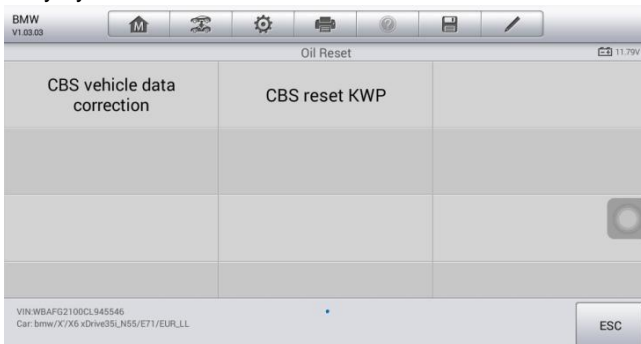 BMW
V1.03.03
Oil Reset
11.79V
CBS vehicle data
correction
CBS reset KWP
VIN:WBAFG2100CL945546
Car: bmw/X'/X6 xDrive35i_N55/E71/EUR_LL
ESC